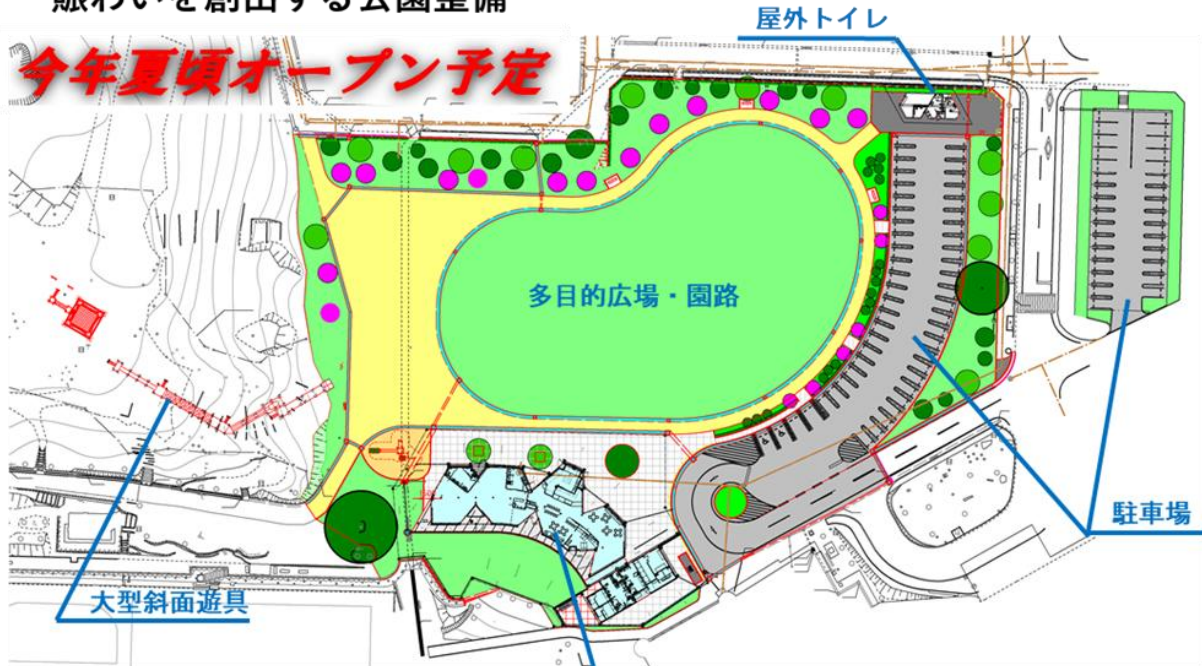 賑わいを創出する公園整備
屋外トイレ
今年夏頃オープン予定
多目的広場・園路
駐車場
大型斜面遊具